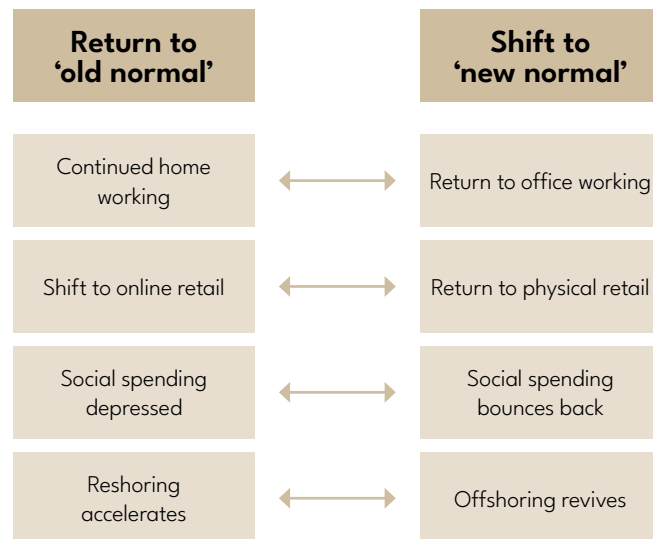 Return to
‘old normal’
Shift to
‘new normal’
Continued home
working
Return to office working
Shift to online retail
Return to physical retail
Social spending
depressed
Social spending
bounces back
Reshoring
accelerates
Offshoring revives